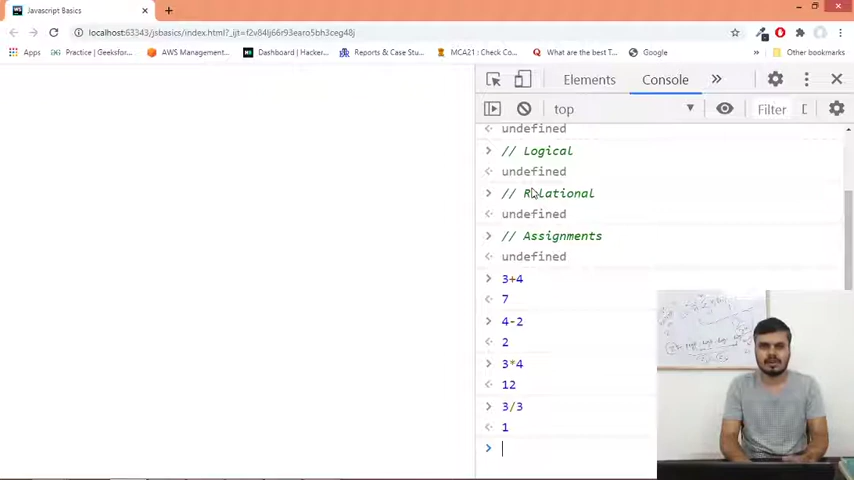 Javascript Basics
localhost:63343/jsbasics/index.html?_ijt=f2v84lj66r93earo5bh3ceg48j
Apps Practice | Geeksfor... AWS Management... Dashboard | Hacker... Reports & Case Stu... MCA21 : Check Co... What are the best T... Google Other bookmarks
Elements Console »
top Filter D
undefined
// Logical
undefined
// Relational
undefined
// Assignments
undefined
3+4
7
4-2
2
3*4
12
3/3
1